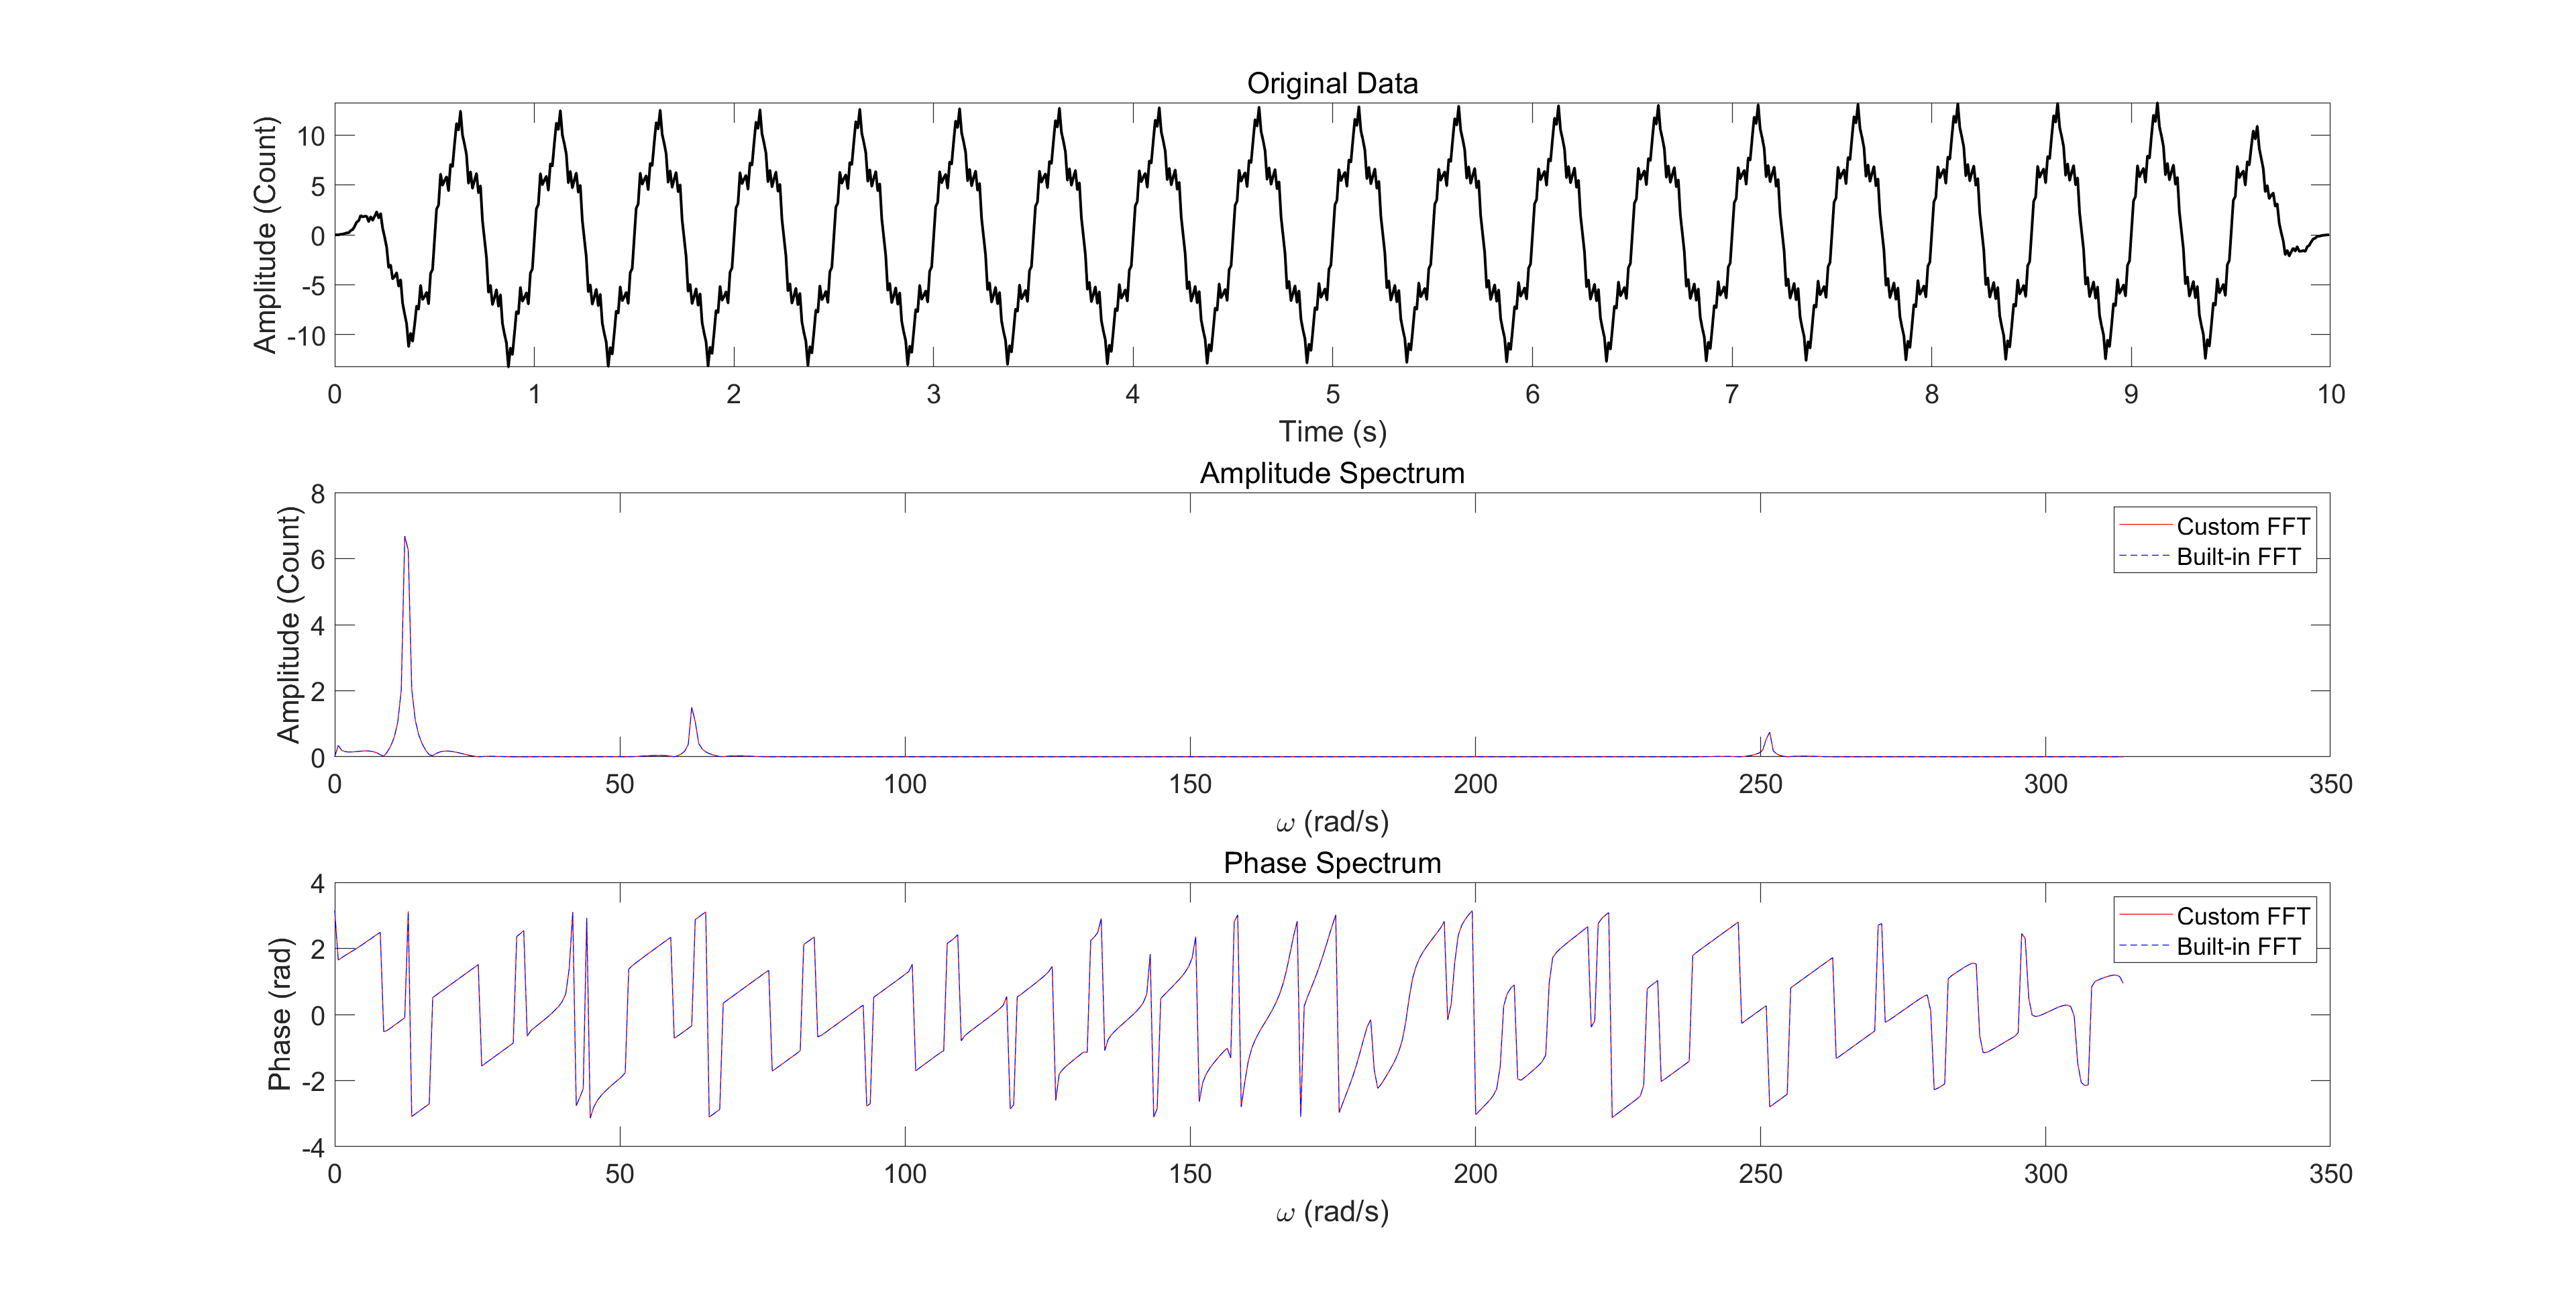 Original Data
Amplitude (Count)
10
5
0
-5
-10
0 1 2 3 4 5 6 7 8 9 10
Time (s)
Amplitude Spectrum
Amplitude (Count)
8
6
4
2
0
Custom FFT
Built-in FFT
0 50 100 150 200 250 300 350
ω (rad/s)
Phase Spectrum
Phase (rad)
4
2
0
-2
-4
Custom FFT
Built-in FFT
0 50 100 150 200 250 300 350
ω (rad/s)